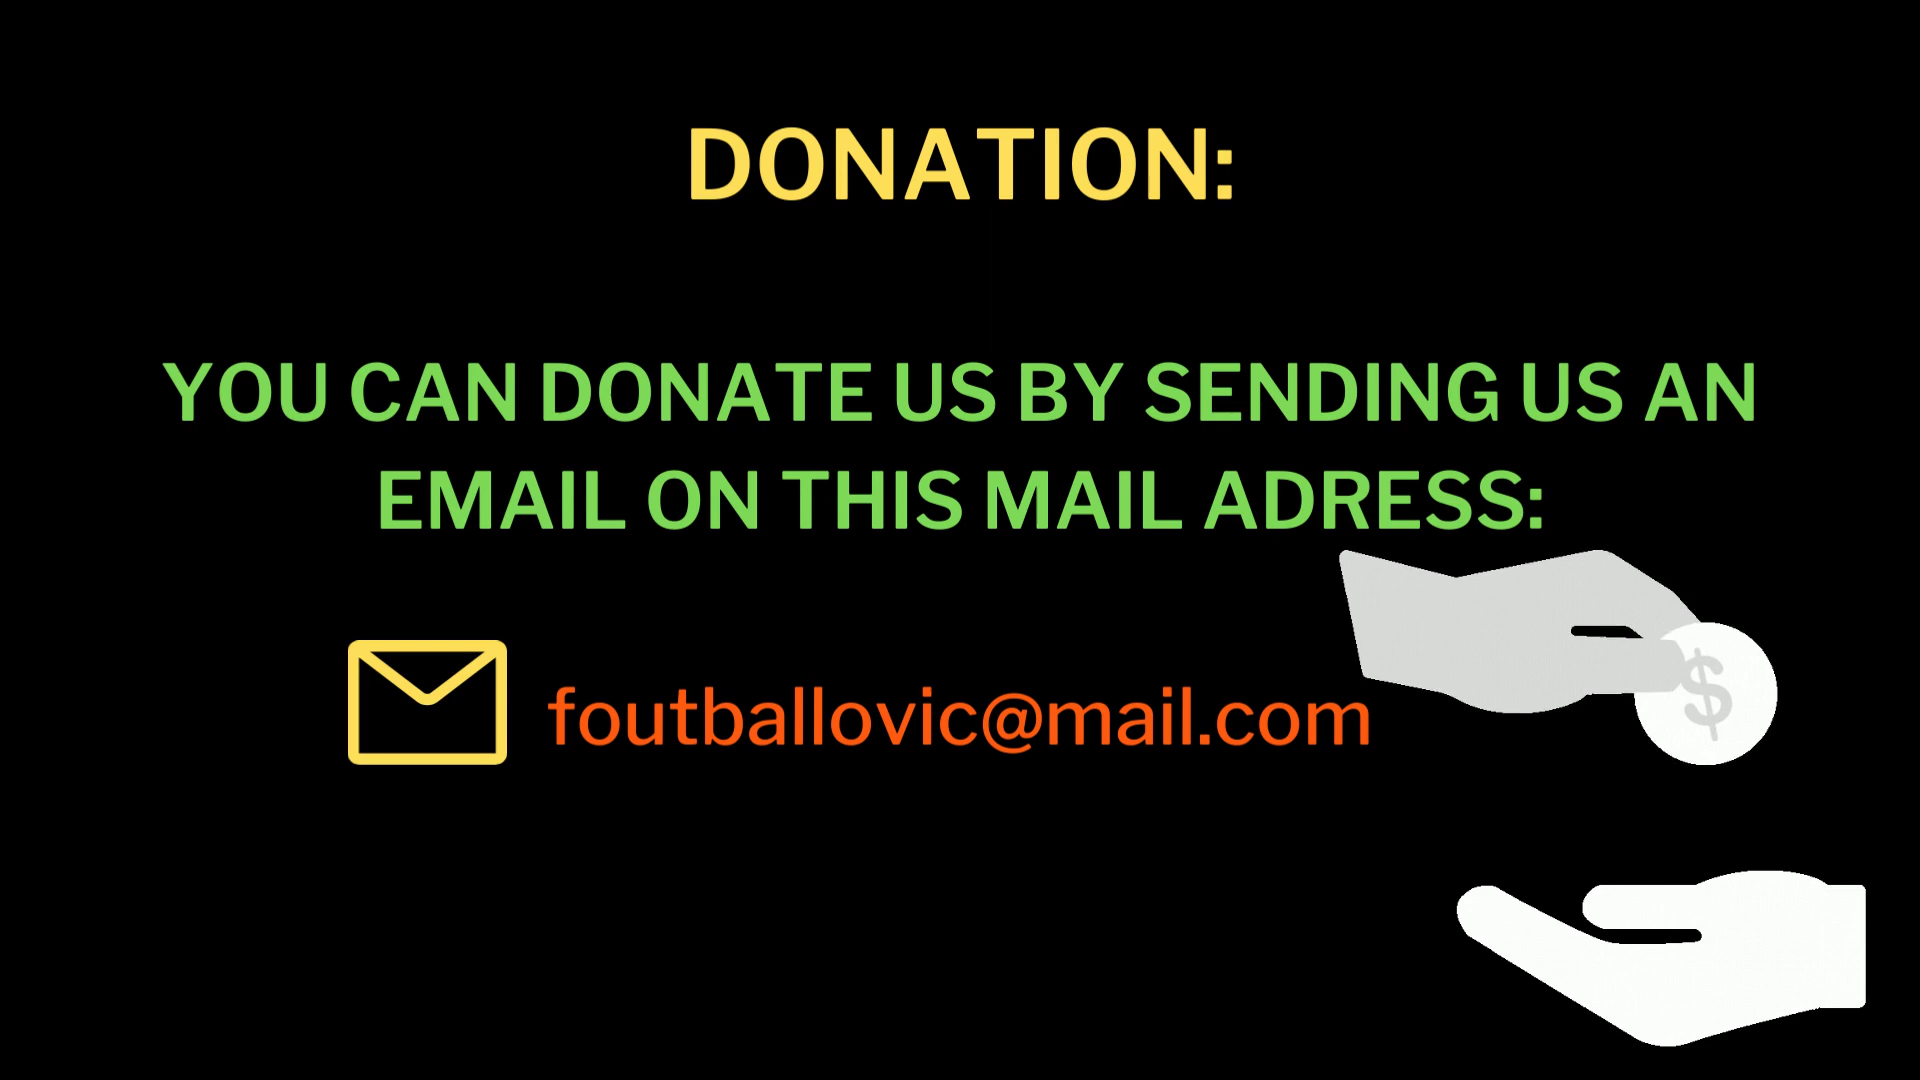 DONATION:
YOU CAN DONATE US BY SENDING US AN
EMAIL ON THIS MAIL ADRESS:
foutballovic@mail.com
$